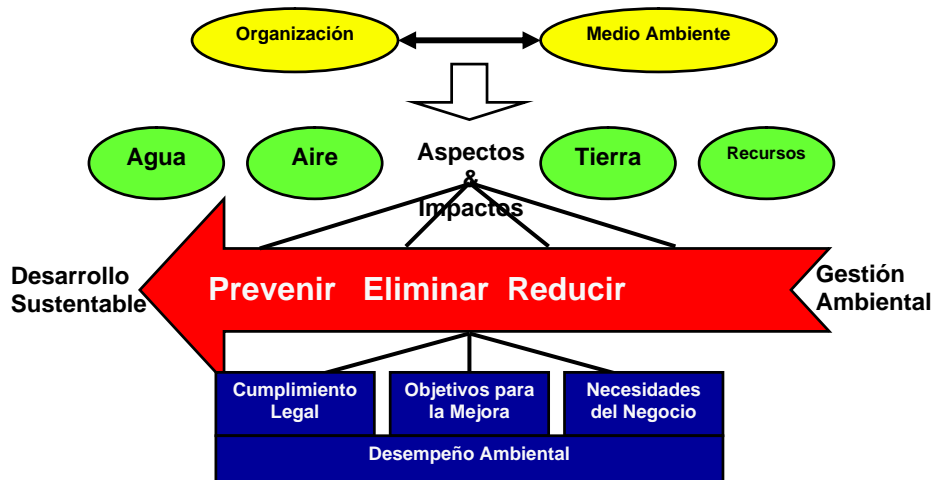 Organización
Medio Ambiente
Agua
Aire
Aspectos
&
Impactos
Tierra
Recursos
Desarrollo
Sustentable
Prevenir Eliminar Reducir
Gestión
Ambiental
Cumplimiento
Legal
Objetivos para
la Mejora
Necesidades
del Negocio
Desempeño Ambiental